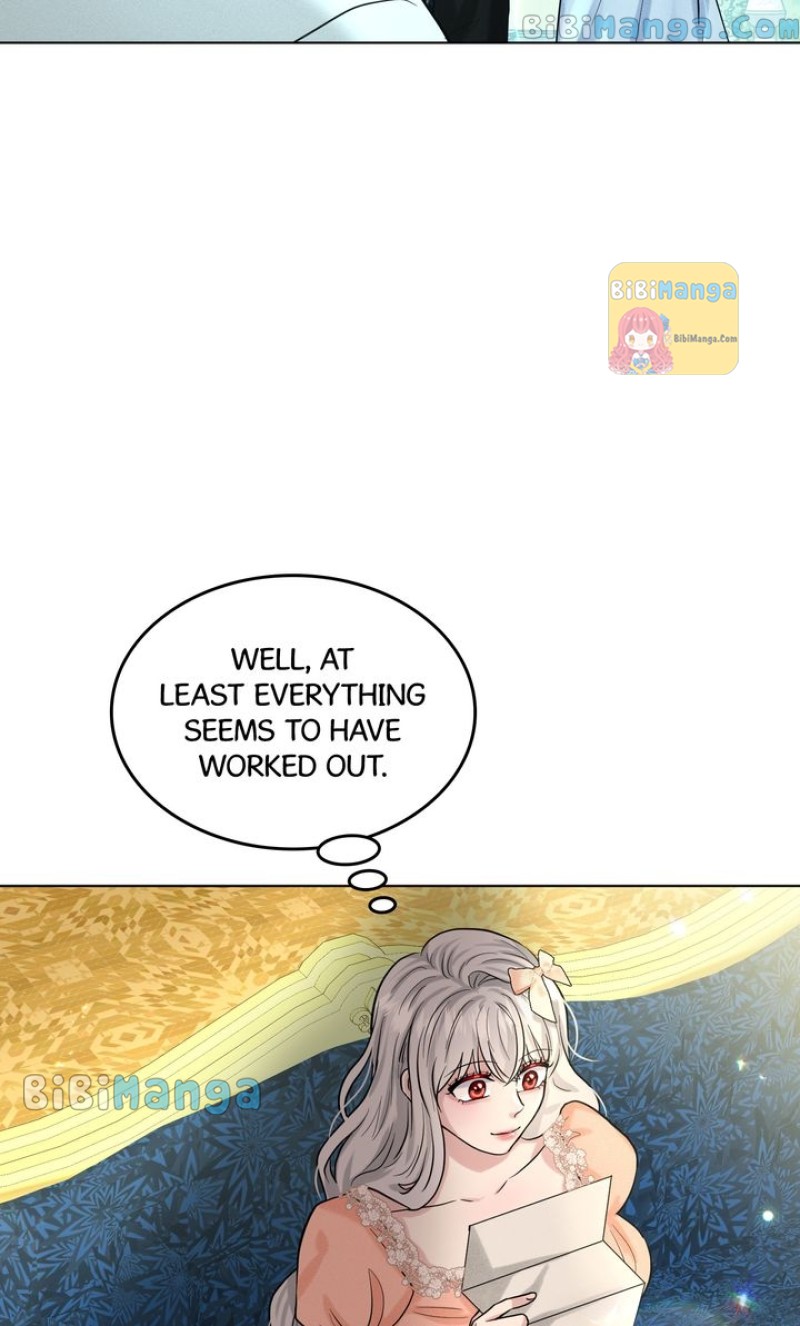 BiBiManga.Com
BiBiManga
BibiManga.Com
WELL, AT
LEAST EVERYTHING
SEEMS TO HAVE
WORKED OUT.
BiBiManga